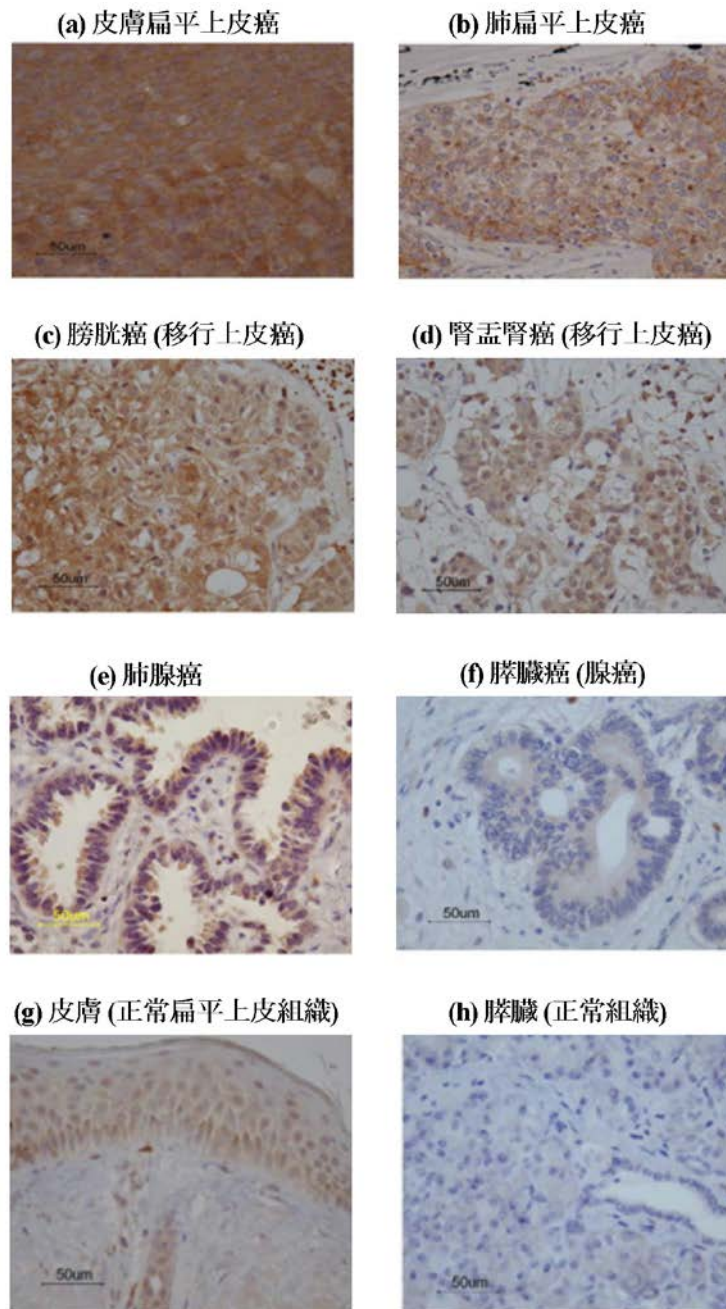 (a) 皮膚扁平上皮癌
(b) 肺扁平上皮癌
50um
50um
(c) 膀胱癌 (移行上皮癌)
(d) 腎盂腎癌 (移行上皮癌)
50um
50um
(e) 肺腺癌
(f) 膵臓癌 (腺癌)
50um
50um
(g) 皮膚 (正常扁平上皮組織)
(h) 膵臓 (正常組織)
50um
50um